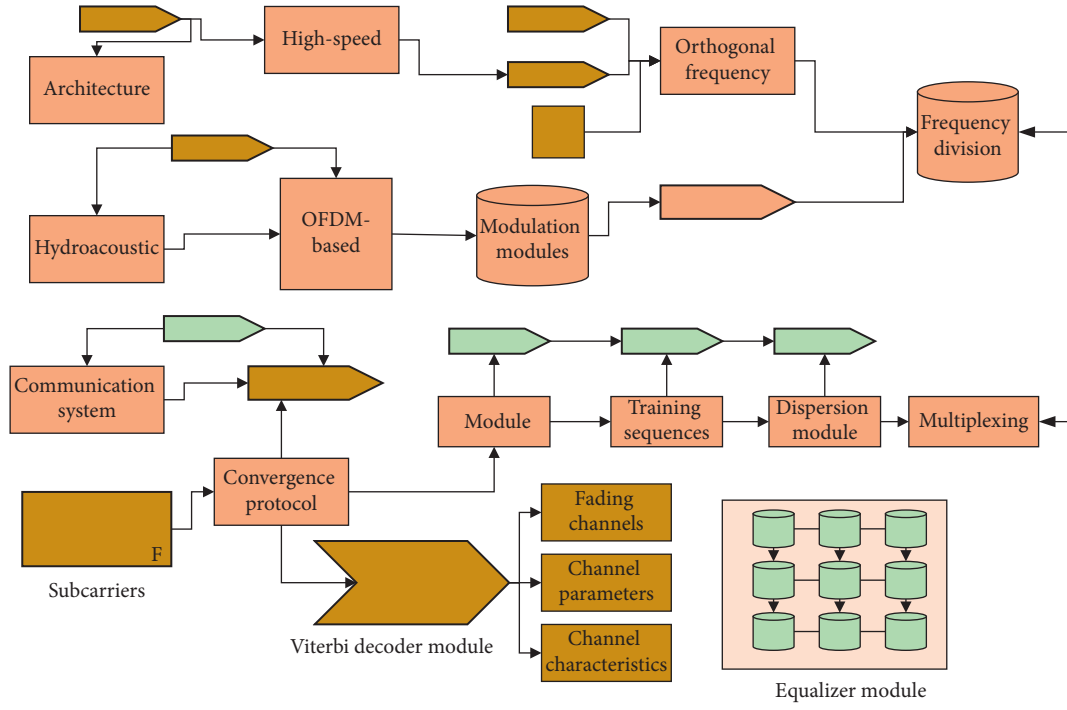 High-speed
Orthogonal
frequency
Architecture
Frequency
division
Hydroacoustic
OFDM-
based
Modulation
modules
Communication
system
Module
Training
sequences
Dispersion
module
Multiplexing
Convergence
protocol
F
Subcarriers
Fading
channels
Channel
parameters
Channel
characteristics
Viterbi decoder module
Equalizer module